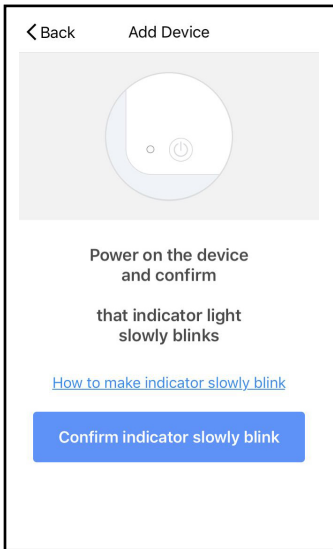 Back
Add Device
Power on the device
and confirm
that indicator light
slowly blinks
How to make indicator slowly blink
Confirm indicator slowly blink